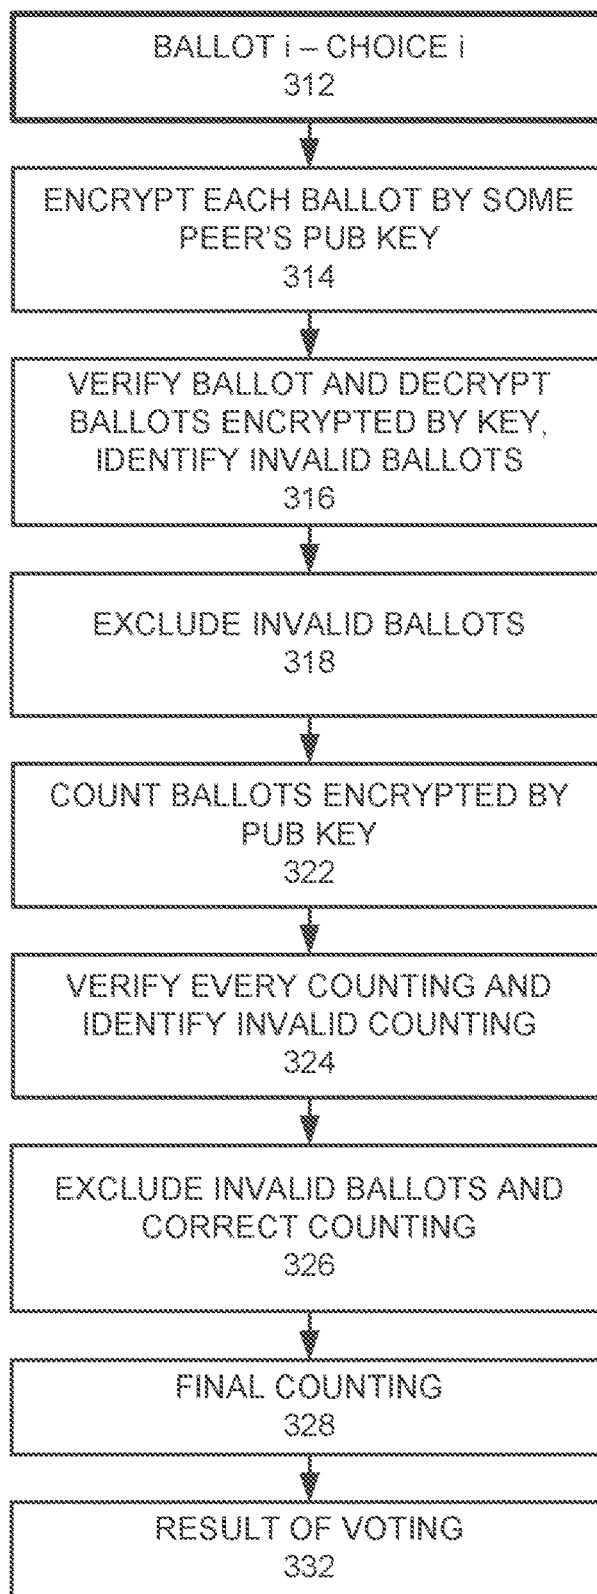 BALLOT i – CHOICE i
312
ENCRYPT EACH BALLOT BY SOME
PEER'S PUB KEY
314
VERIFY BALLOT AND DECRYPT
BALLOTS ENCRYPTED BY KEY,
IDENTIFY INVALID BALLOTS
316
EXCLUDE INVALID BALLOTS
318
COUNT BALLOTS ENCRYPTED BY
PUB KEY
322
VERIFY EVERY COUNTING AND
IDENTIFY INVALID COUNTING
324
EXCLUDE INVALID BALLOTS AND
CORRECT COUNTING
326
FINAL COUNTING
328
RESULT OF VOTING
332